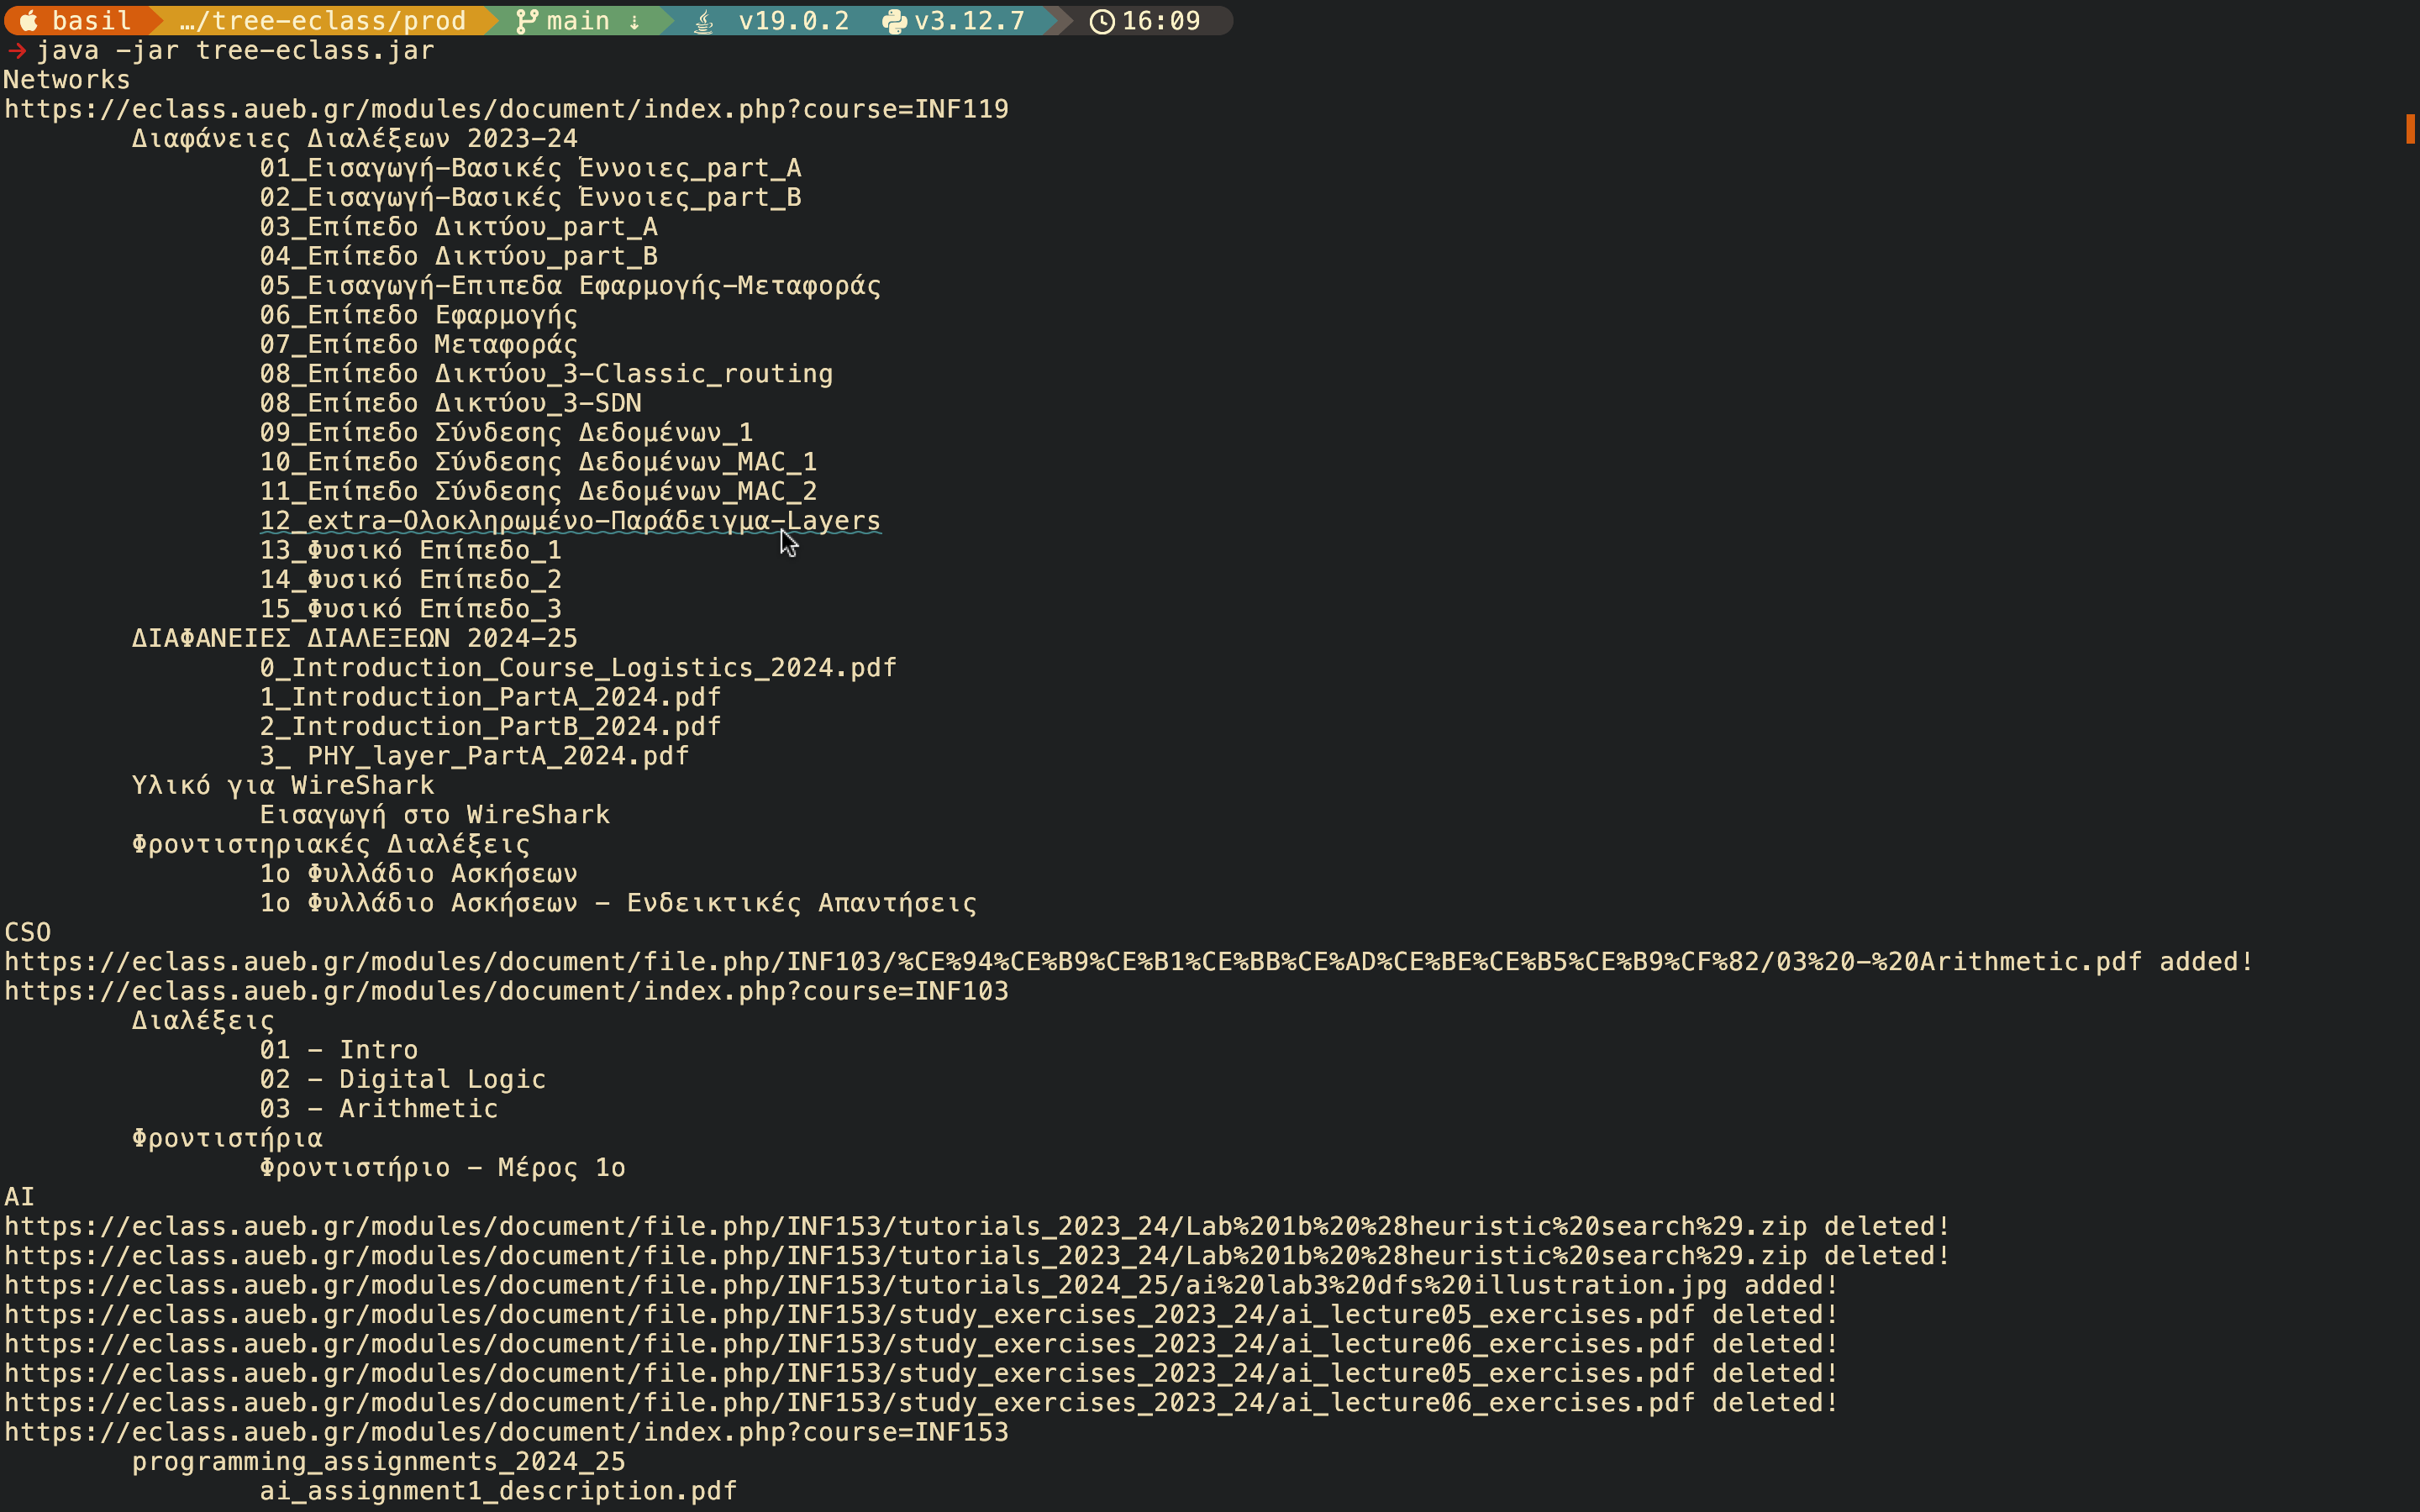 basil …/tree-eclass/prod main ⇣ v19.0.2 v3.12.7 16:09
→ java -jar tree-eclass.jar
Networks
https://eclass.aueb.gr/modules/document/index.php?course=INF119
Διαφάνειες Διαλέξεων 2023-24
01_Εισαγωγή-Βασικές Έννοιες_part_A
02_Εισαγωγή-Βασικές Έννοιες_part_B
03_Επίπεδο Δικτύου_part_A
04_Επίπεδο Δικτύου_part_B
05_Εισαγωγή-Επιπεδα Εφαρμογής-Μεταφοράς
06_Επίπεδο Εφαρμογής
07_Επίπεδο Μεταφοράς
08_Επίπεδο Δικτύου_3-Classic_routing
08_Επίπεδο Δικτύου_3-SDN
09_Επίπεδο Σύνδεσης Δεδομένων_1
10_Επίπεδο Σύνδεσης Δεδομένων_MAC_1
11_Επίπεδο Σύνδεσης Δεδομένων_MAC_2
12_extra-Ολοκληρωμένο-Παράδειγμα-Layers
13_Φυσικό Επίπεδο_1
14_Φυσικό Επίπεδο_2
15_Φυσικό Επίπεδο_3
ΔΙΑΦΑΝΕΙΕΣ ΔΙΑΛΕΞΕΩΝ 2024-25
0_Introduction_Course_Logistics_2024.pdf
1_Introduction_PartA_2024.pdf
2_Introduction_PartB_2024.pdf
3_ PHY_layer_PartA_2024.pdf
Υλικό για WireShark
Εισαγωγή στο WireShark
Φροντιστηριακές Διαλέξεις
1ο Φυλλάδιο Ασκήσεων
1ο Φυλλάδιο Ασκήσεων - Ενδεικτικές Απαντήσεις
CSO
https://eclass.aueb.gr/modules/document/file.php/INF103/%CE%94%CE%B9%CE%B1%CE%BB%CE%AD%CE%BE%CE%B5%CE%B9%CF%82/03%20-%20Arithmetic.pdf added!
https://eclass.aueb.gr/modules/document/index.php?course=INF103
Διαλέξεις
01 - Intro
02 - Digital Logic
03 - Arithmetic
Φροντιστήρια
Φροντιστήριο - Μέρος 1ο
AI
https://eclass.aueb.gr/modules/document/file.php/INF153/tutorials_2023_24/Lab%201b%20%28heuristic%20search%29.zip deleted!
https://eclass.aueb.gr/modules/document/file.php/INF153/tutorials_2023_24/Lab%201b%20%28heuristic%20search%29.zip deleted!
https://eclass.aueb.gr/modules/document/file.php/INF153/tutorials_2024_25/ai%20lab3%20dfs%20illustration.jpg added!
https://eclass.aueb.gr/modules/document/file.php/INF153/study_exercises_2023_24/ai_lecture05_exercises.pdf deleted!
https://eclass.aueb.gr/modules/document/file.php/INF153/study_exercises_2023_24/ai_lecture06_exercises.pdf deleted!
https://eclass.aueb.gr/modules/document/file.php/INF153/study_exercises_2023_24/ai_lecture05_exercises.pdf deleted!
https://eclass.aueb.gr/modules/document/file.php/INF153/study_exercises_2023_24/ai_lecture06_exercises.pdf deleted!
https://eclass.aueb.gr/modules/document/index.php?course=INF153
programming_assignments_2024_25
ai_assignment1_description.pdf